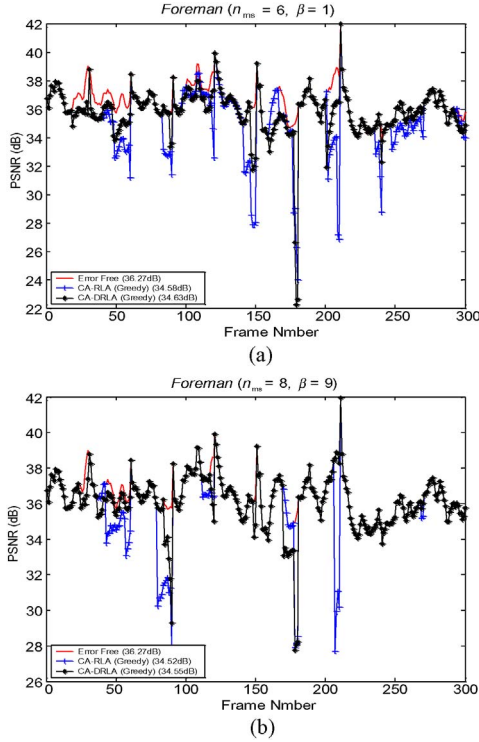 Foreman (nms = 6, β = 1)
42
40
38
36
34
32
30
28
26
24
22
PSNR (dB)
Error Free (36.27dB)
CA-RLA (Greedy) (34.58dB)
CA-DRLA (Greedy) (34.63dB)
0 50 100 150 200 250 300
Frame Nmber
(a)
Foreman (nms = 8, β = 9)
42
40
38
36
34
32
30
28
26
PSNR (dB)
Error Free (36.27dB)
CA-RLA (Greedy) (34.52dB)
CA-DRLA (Greedy) (34.55dB)
0 50 100 150 200 250 300
Frame Nmber
(b)